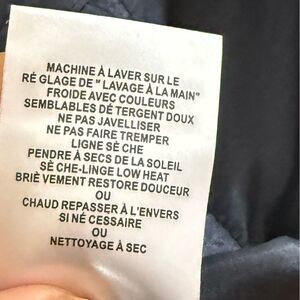 MACHINE À LAVER SUR LE
RÉ GLAGE DE " LAVAGE À LA MAIN"
FROIDE AVEC COULEURS
SEMBLABLES DÉ TERGENT DOUX
NE PAS JAVELLISER
NE PAS FAIRE TREMPER
LIGNE SÈ CHE
PENDRE À SECS DE LA SOLEIL
SÈ CHE-LINGE LOW HEAT
BRIÈ VEMENT RESTORE DOUCEUR
OU
CHAUD REPASSER À L'ENVERS
SI NÉ CESSAIRE
OU
NETTOYAGE À SEC